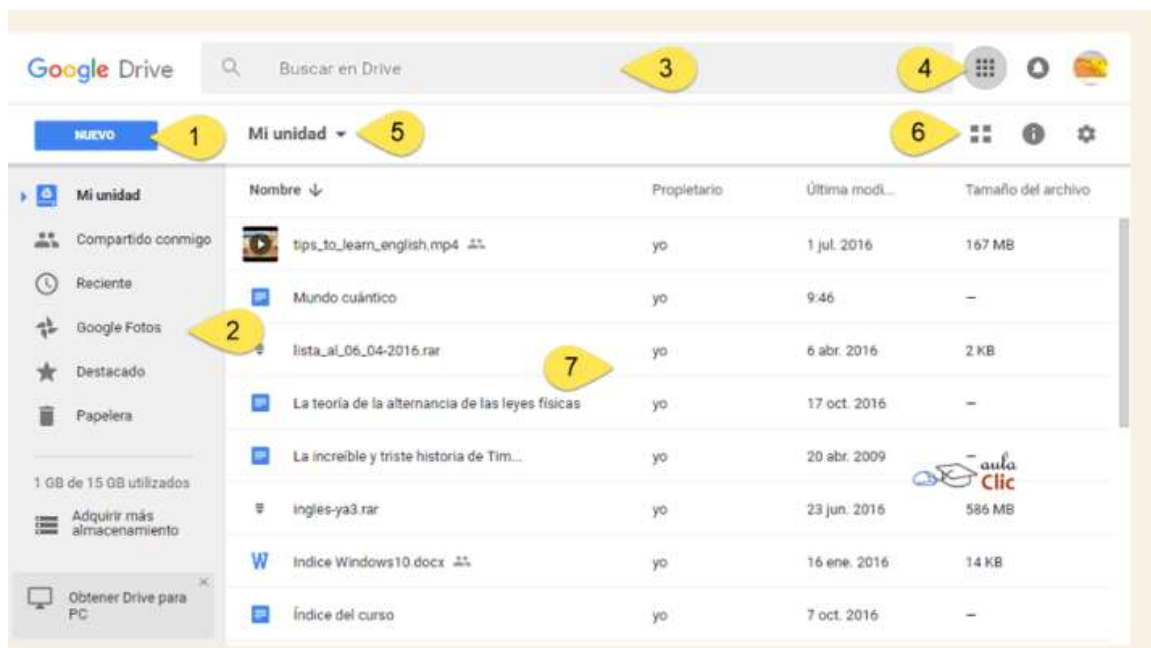 Google Drive
Buscar en Drive
3
4
NUEVO
1
Mi unidad
5
6
Mi unidad
Compartido conmigo
Reciente
Google Fotos
2
Destacado
Papelera
1 GB de 15 GB utilizados
Adquirir más
almacenamiento
Obtener Drive para
PC
Nombre Propietario Última modi... Tamaño del archivo
tips_to_learn_english.mp4 yo 1 jul. 2016 167 MB
Mundo cuántico yo 9:46 –
lista_al_06_04-2016.rar yo 6 abr. 2016 2 KB
7
La teoría de la alternancia de las leyes físicas yo 17 oct. 2016 –
La increíble y triste historia de Tim... yo 20 abr. 2009 –
aula
Clic
ingles-ya3.rar yo 23 jun. 2016 586 MB
W Indice Windows10.docx yo 16 ene. 2016 14 KB
Índice del curso yo 7 oct. 2016 –